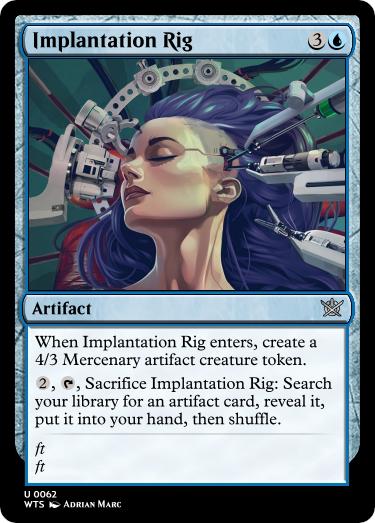 Implantation Rig 3
Artifact
When Implantation Rig enters, create a
4/3 Mercenary artifact creature token.
2, , Sacrifice Implantation Rig: Search
your library for an artifact card, reveal it,
put it into your hand, then shuffle.
ft
ft
U 0062
WTS Adrian Marc